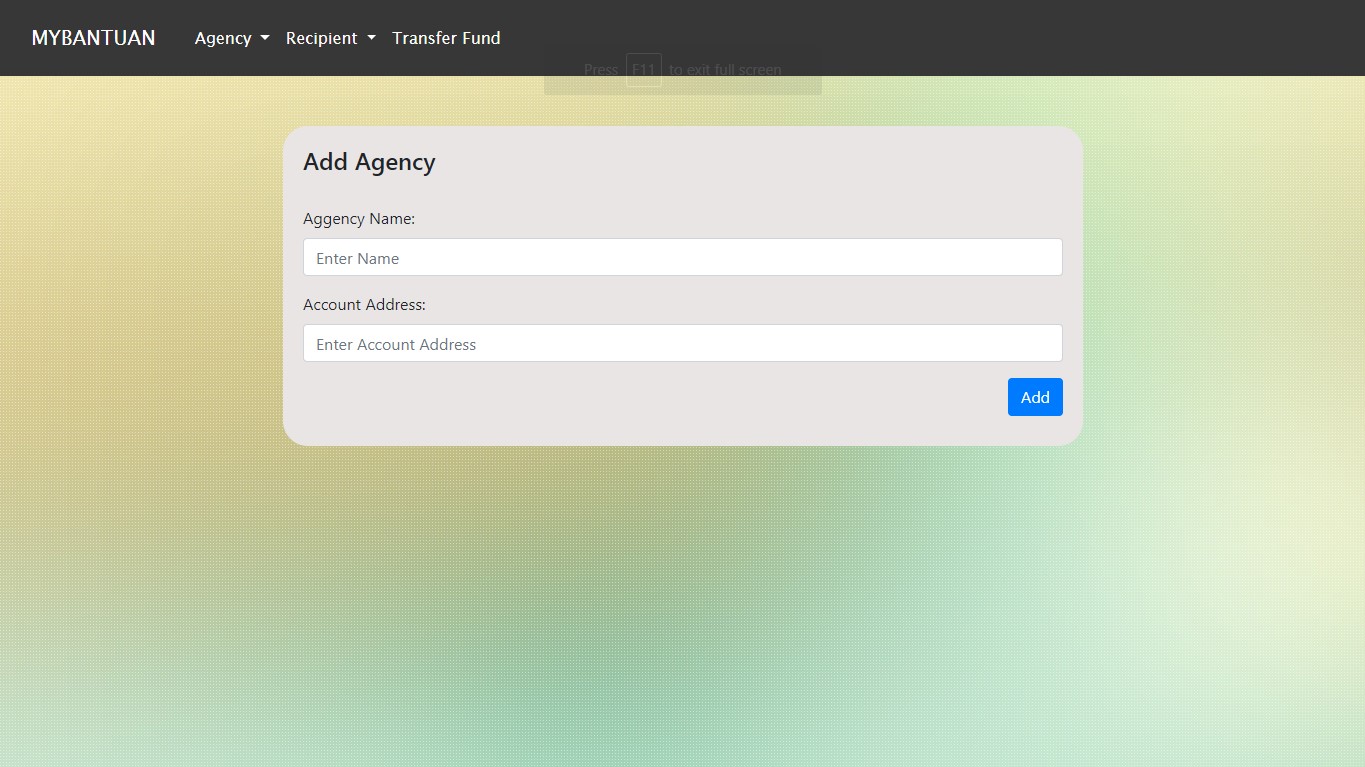 MYBANTUAN Agency Recipient Transfer Fund
Press F11 to exit full screen
Add Agency
Aggency Name:
Enter Name
Account Address:
Enter Account Address
Add